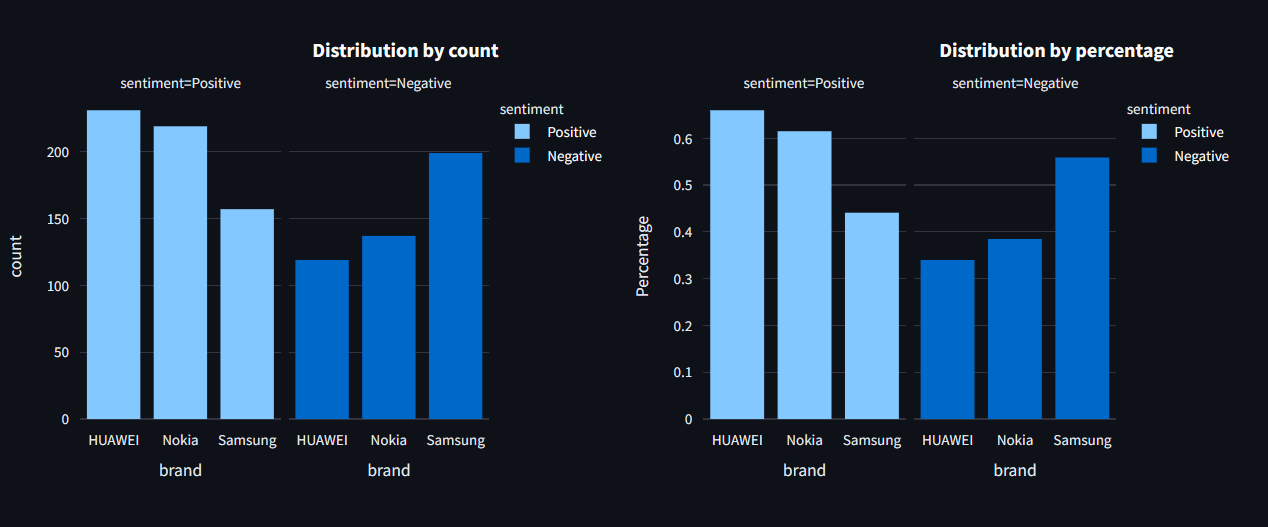 Distribution by count
sentiment=Positive
sentiment=Negative
sentiment
Positive
Negative
count
200
150
100
50
0
HUAWEI
Nokia
Samsung
HUAWEI
Nokia
Samsung
brand
brand
Distribution by percentage
sentiment=Positive
sentiment=Negative
sentiment
Positive
Negative
Percentage
0.6
0.5
0.4
0.3
0.2
0.1
0
HUAWEI
Nokia
Samsung
HUAWEI
Nokia
Samsung
brand
brand